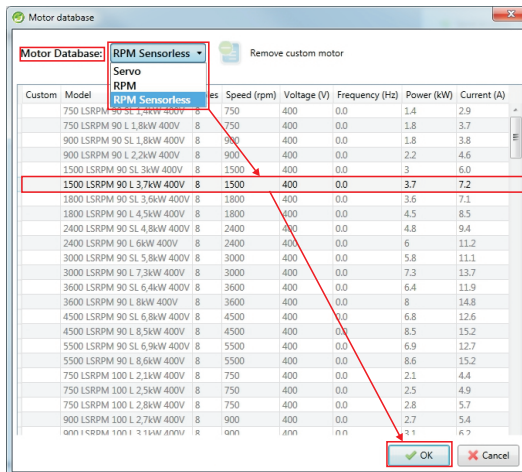 Motor database
Motor Database: RPM Sensorless Remove custom motor
Servo
RPM
RPM Sensorless
Custom Model es Speed (rpm) Voltage (V) Frequency (Hz) Power (kW) Current (A)
750 LSRPM 90 SL 1,4kW 400V 8 750 400 0.0 1.4 2.9
750 LSRPM 90 L 1,8kW 400V 8 750 400 0.0 1.8 3.7
900 LSRPM 90 SL 1,8kW 400V 8 900 400 0.0 1.8 3.8
900 LSRPM 90 L 2,2kW 400V 8 900 400 0.0 2.2 4.6
1500 LSRPM 90 SL 3kW 400V 8 1500 400 0.0 3 6.0
1500 LSRPM 90 L 3,7kW 400V 8 1500 400 0.0 3.7 7.2
1800 LSRPM 90 SL 3,6kW 400V 8 1800 400 0.0 3.6 7.1
1800 LSRPM 90 L 4,5kW 400V 8 1800 400 0.0 4.5 8.5
2400 LSRPM 90 SL 4,8kW 400V 8 2400 400 0.0 4.8 9.4
2400 LSRPM 90 L 6kW 400V 8 2400 400 0.0 6 11.2
3000 LSRPM 90 SL 5,8kW 400V 8 3000 400 0.0 5.8 11.1
3000 LSRPM 90 L 7,3kW 400V 8 3000 400 0.0 7.3 13.7
3600 LSRPM 90 SL 6,4kW 400V 8 3600 400 0.0 6.4 11.9
3600 LSRPM 90 L 8kW 400V 8 3600 400 0.0 8 14.8
4500 LSRPM 90 SL 6,8kW 400V 8 4500 400 0.0 6.8 12.6
4500 LSRPM 90 L 8,5kW 400V 8 4500 400 0.0 8.5 15.2
5500 LSRPM 90 SL 6,9kW 400V 8 5500 400 0.0 6.9 12.7
5500 LSRPM 90 L 8,6kW 400V 8 5500 400 0.0 8.6 15.2
750 LSRPM 100 L 2,1kW 400V 8 750 400 0.0 2.1 4.4
750 LSRPM 100 L 2,5kW 400V 8 750 400 0.0 2.5 4.9
750 LSRPM 100 L 2,8kW 400V 8 750 400 0.0 2.8 5.7
900 LSRPM 100 L 2,7kW 400V 8 900 400 0.0 2.7 5.4
900 LSRPM 100 L 3,1kW 400V 8 900 400 0.0 3.1 6.2
OK Cancel